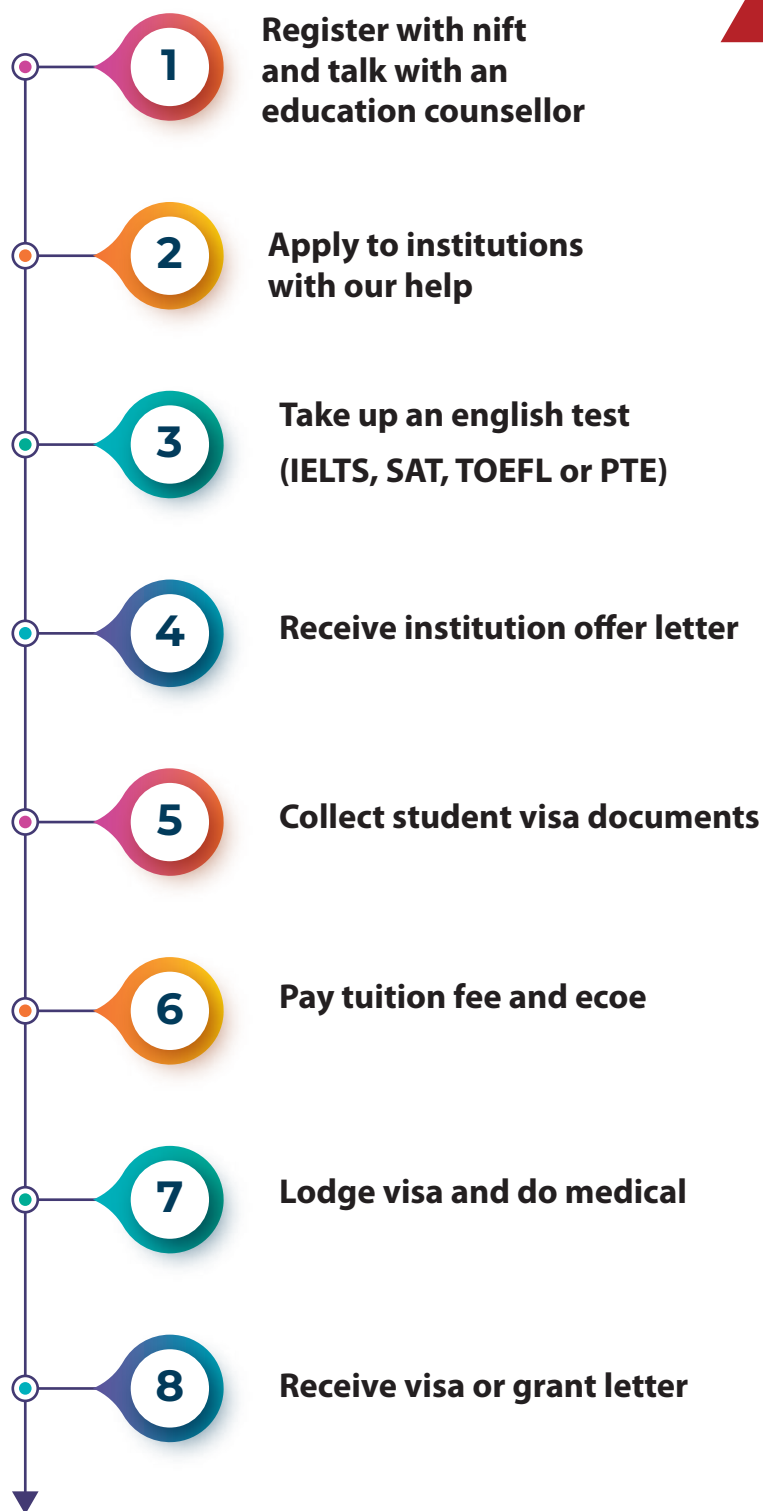 1
Register with nift
and talk with an
education counsellor
2
Apply to institutions
with our help
3
Take up an english test
(IELTS, SAT, TOEFL or PTE)
4
Receive institution offer letter
5
Collect student visa documents
6
Pay tuition fee and ecoe
7
Lodge visa and do medical
8
Receive visa or grant letter